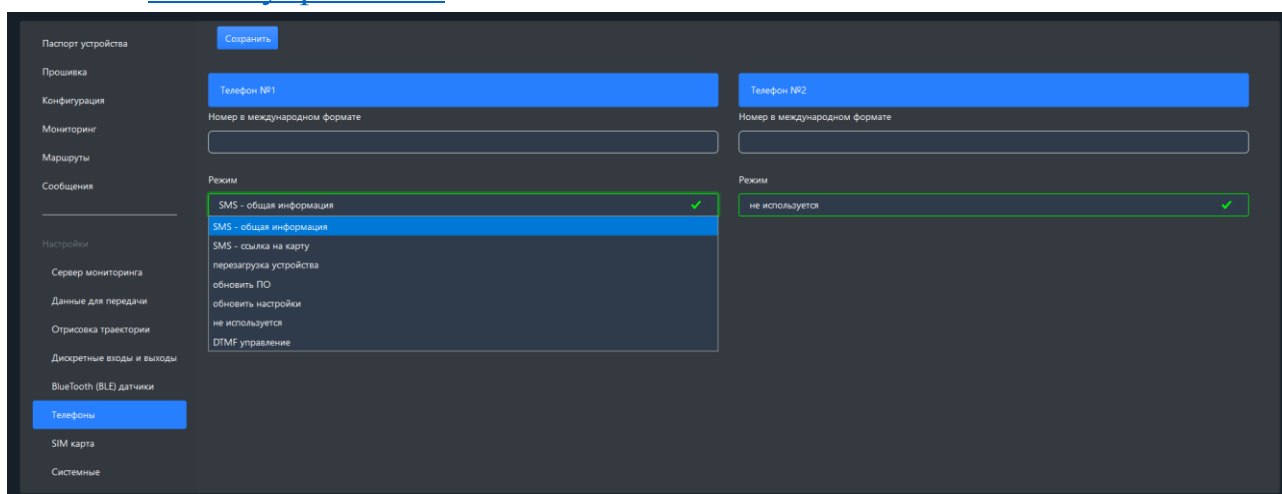 Паспорт устройства
Прошивка
Конфигурация
Мониторинг
Маршруты
Сообщения
Настройки
Сервер мониторинга
Данные для передачи
Отрисовка траектории
Дискретные входы и выходы
BlueTooth (BLE) датчики
Телефоны
SIM карта
Системные
Сохранить
Телефон №1
Номер в международном формате
Режим
SMS - общая информация
SMS - общая информация
SMS - ссылка на карту
перезагрузка устройства
обновить ПО
обновить настройки
не используется
DTMF управление
Телефон №2
Номер в международном формате
Режим
не используется